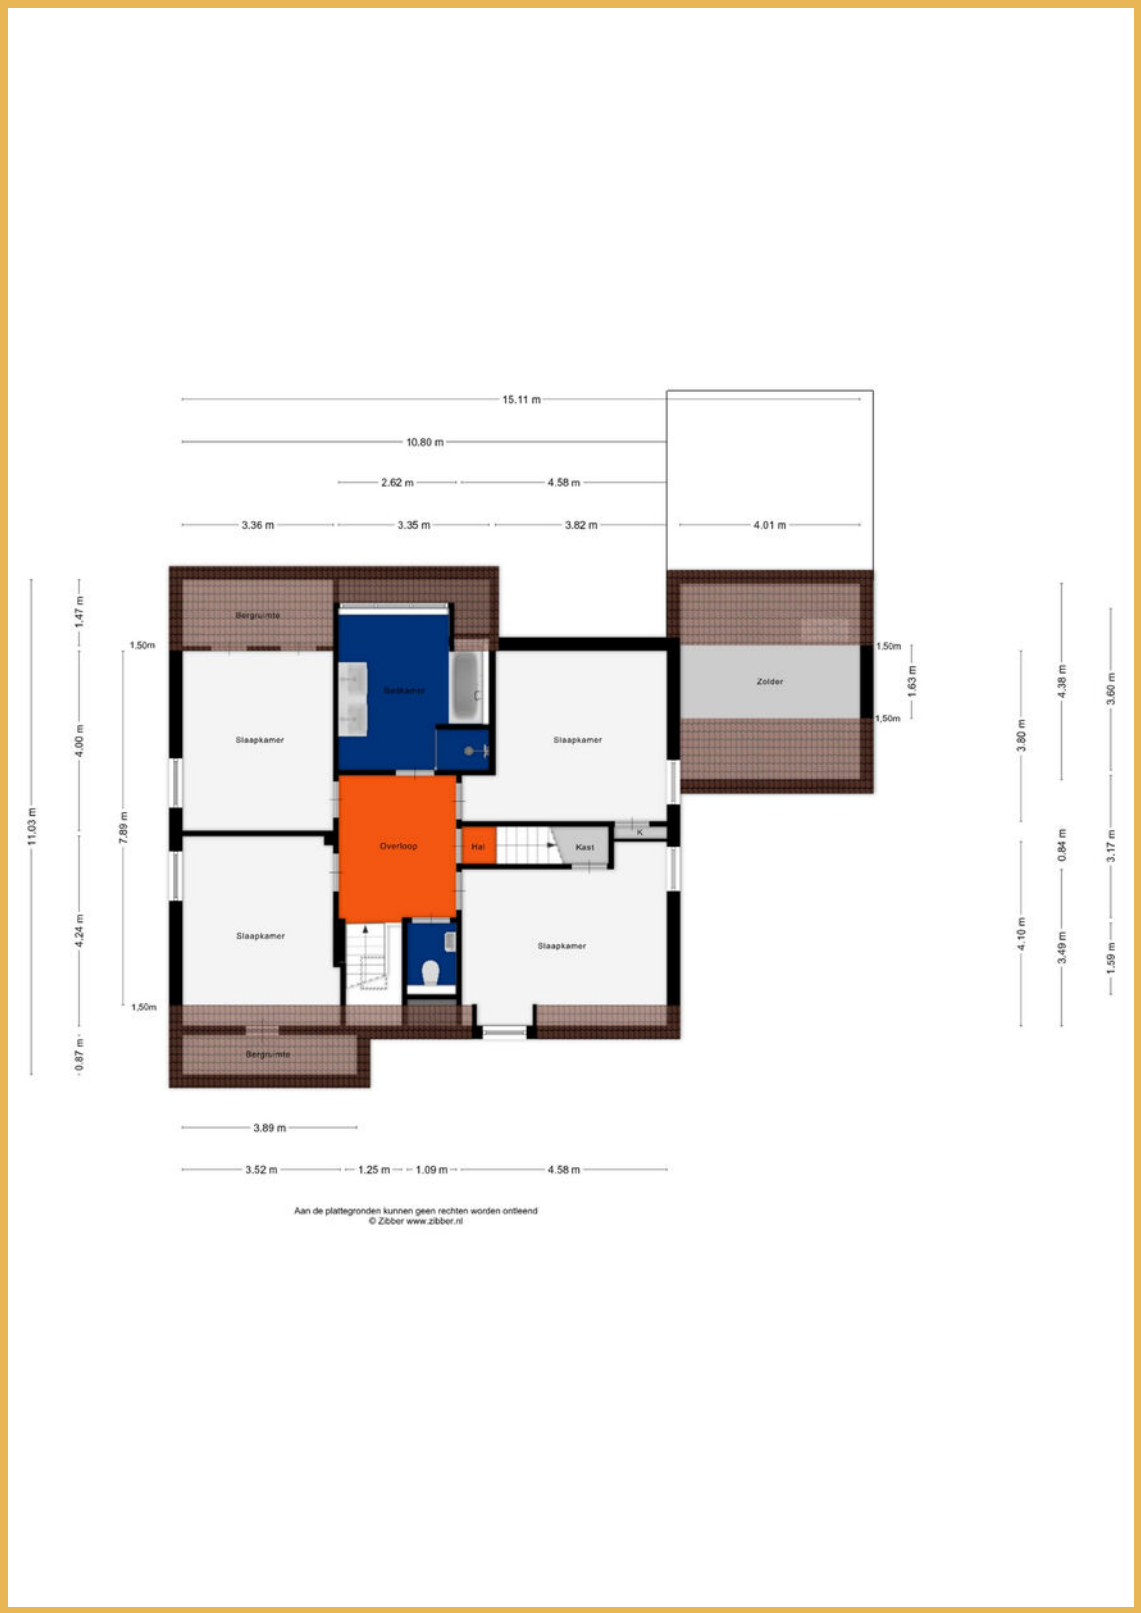 15.11 m
10.80 m
2.62 m
4.58 m
3.36 m
3.35 m
3.82 m
4.01 m
Bergruimte
1.47 m
1.50m
1.50m
Badkamer
Zolder
1.63 m
4.38 m
3.60 m
Slaapkamer
Slaapkamer
4.00 m
1,50m
3.80 m
11.03 m
7.89 m
Overloop
Hal
Kast
K
0.84 m
3.17 m
Slaapkamer
Slaapkamer
4.24 m
4.10 m
3.49 m
1.59 m
1,50m
Bergruimte
0.87 m
3.89 m
3.52 m
1.25 m
1.09 m
4.58 m
Aan de plattegronden kunnen geen rechten worden ontleend
© Zibber www.zibber.nl